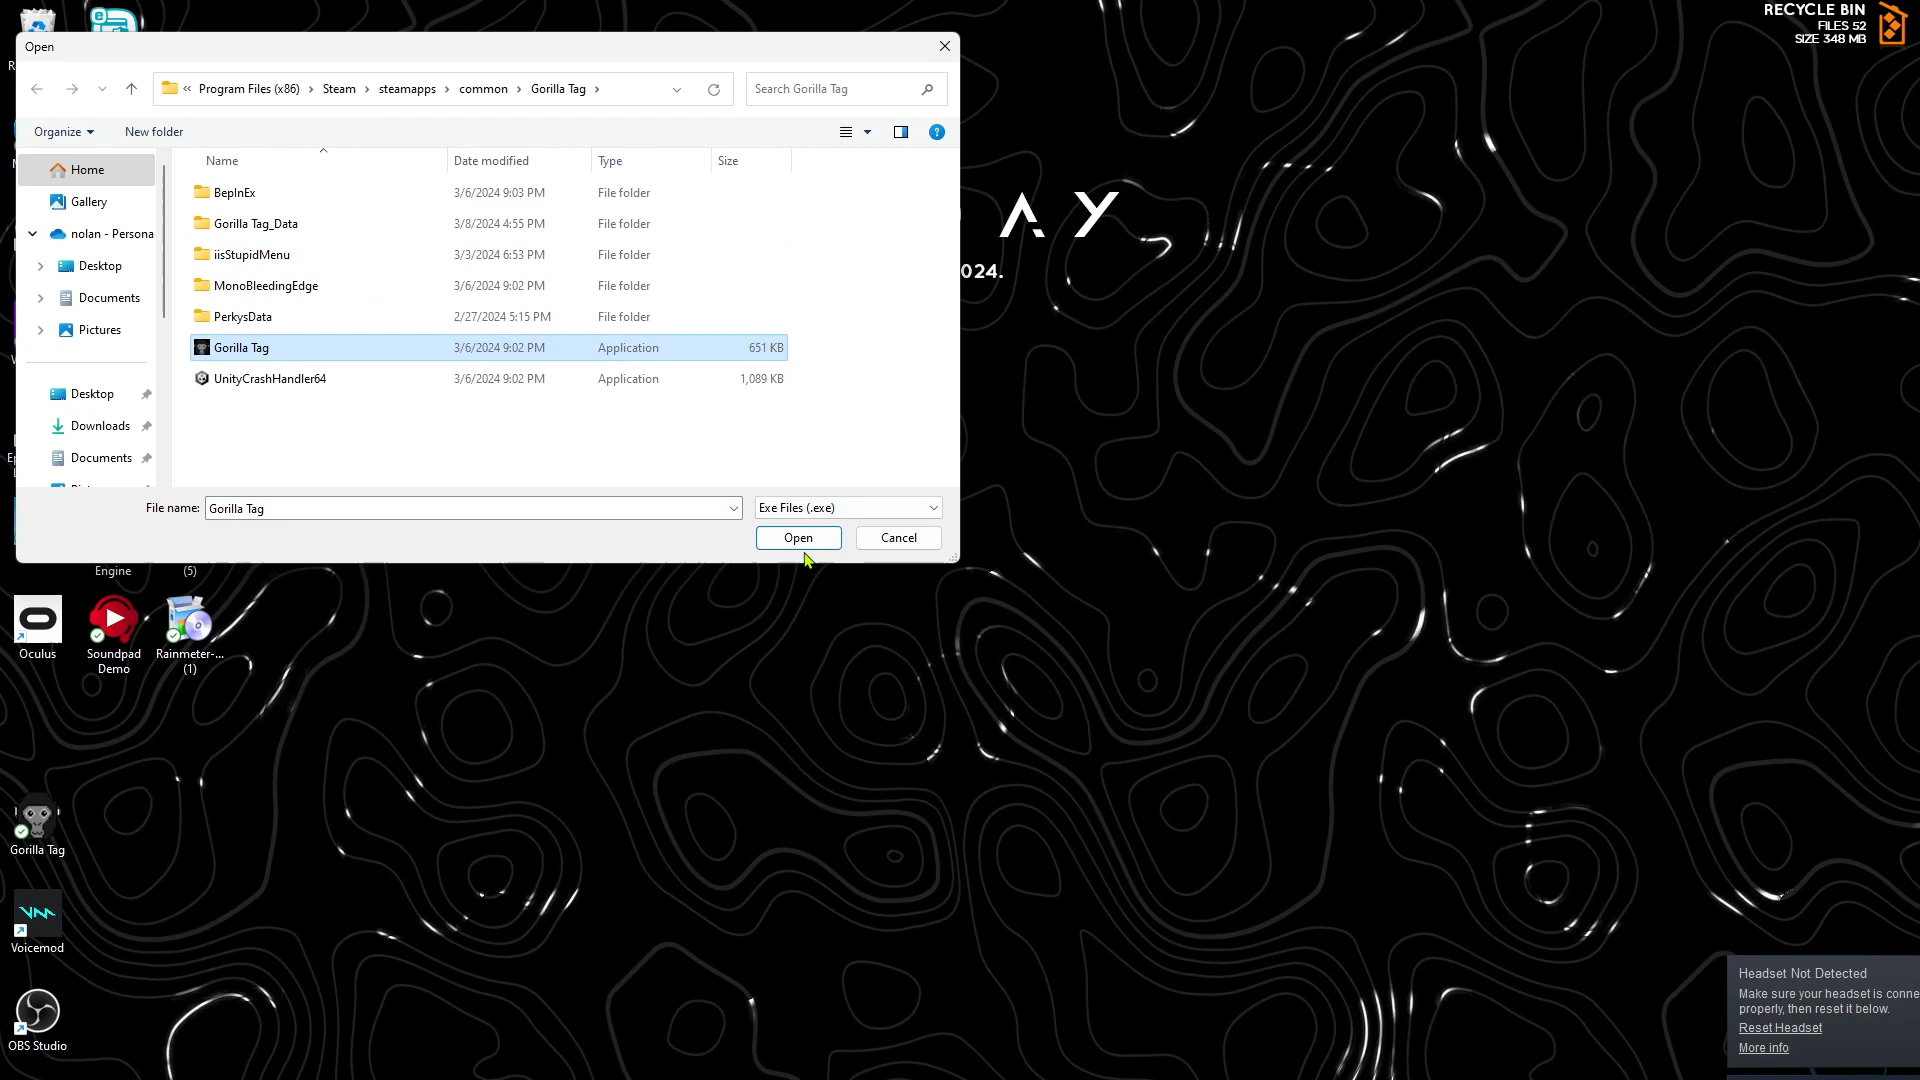 RECYCLE BIN
FILES 52
SIZE 348 MB
Open
Program Files (x86)
Steam
steamapps
common
Gorilla Tag
Search Gorilla Tag
Organize
New folder
Name
Date modified
Type
Size
Home
Gallery
nolan - Persona
Desktop
Documents
Pictures
Desktop
Downloads
Documents
BepInEx 3/6/2024 9:03 PM File folder
Gorilla Tag_Data 3/8/2024 4:55 PM File folder
iisStupidMenu 3/3/2024 6:53 PM File folder
MonoBleedingEdge 3/6/2024 9:02 PM File folder
PerkysData 2/27/2024 5:15 PM File folder
Gorilla Tag 3/6/2024 9:02 PM Application 651 KB
UnityCrashHandler64 3/6/2024 9:02 PM Application 1,089 KB
File name: Gorilla Tag
Exe Files (.exe)
Open
Cancel
A Y
024.
Engine
(5)
Oculus
Soundpad
Demo
Rainmeter-...
(1)
Gorilla Tag
Voicemod
OBS Studio
Headset Not Detected
Make sure your headset is conne
properly, then reset it below.
Reset Headset
More info